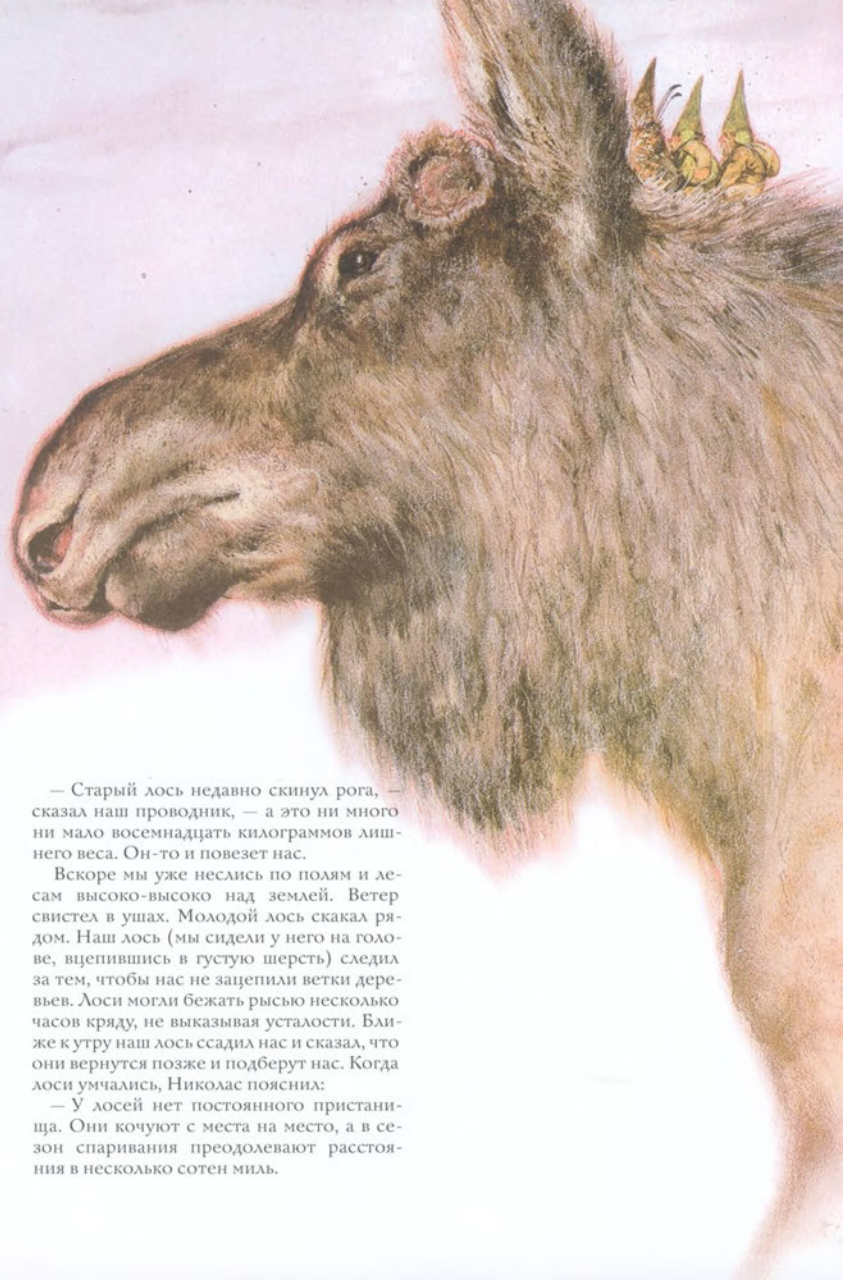 — Старый лось недавно скинул рога, —
сказал наш проводник, — а это ни много
ни мало восемнадцать килограммов лиш-
него веса. Он-то и повезет нас.
Вскоре мы уже неслись по полям и ле-
сам высоко-высоко над землей. Ветер
свистел в ушах. Молодой лось скакал ря-
дом. Наш лось (мы сидели у него на голо-
ве, вцепившись в густую шерсть) следил
за тем, чтобы нас не зацепили ветки дере-
вьев. Лоси могли бежать рысью несколько
часов кряду, не выказывая усталости. Бли-
же к утру наш лось ссадил нас и сказал, что
они вернутся позже и подберут нас. Когда
лоси умчались, Николас пояснил:
— У лосей нет постоянного пристани-
ща. Они кочуют с места на место, а в се-
зон спаривания преодолевают расстоя-
ния в несколько сотен миль.